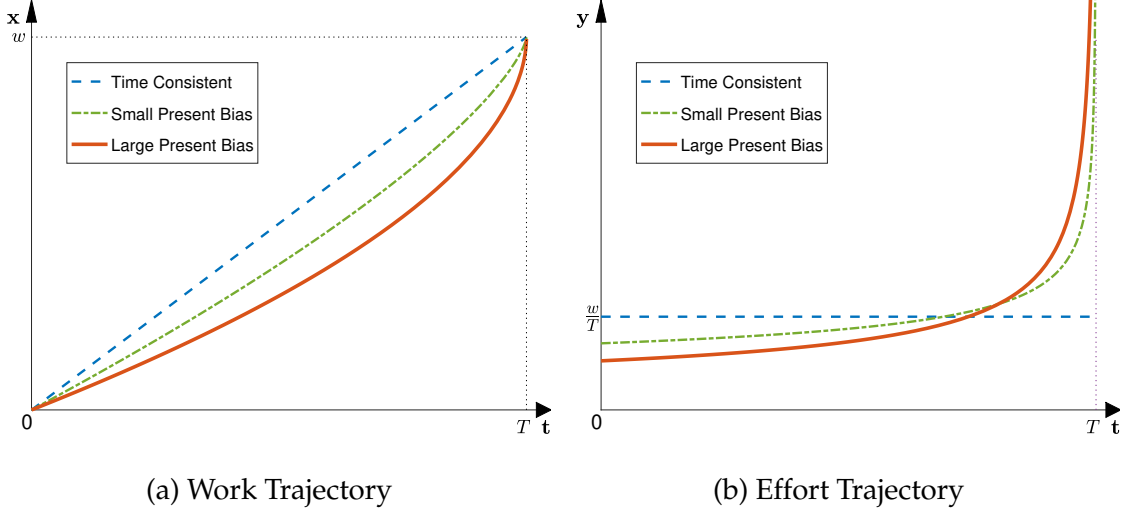 x
w
Time Consistent
Small Present Bias
Large Present Bias
0
T t
(a) Work Trajectory
y
Time Consistent
Small Present Bias
Large Present Bias
w
T
0
T t
(b) Effort Trajectory